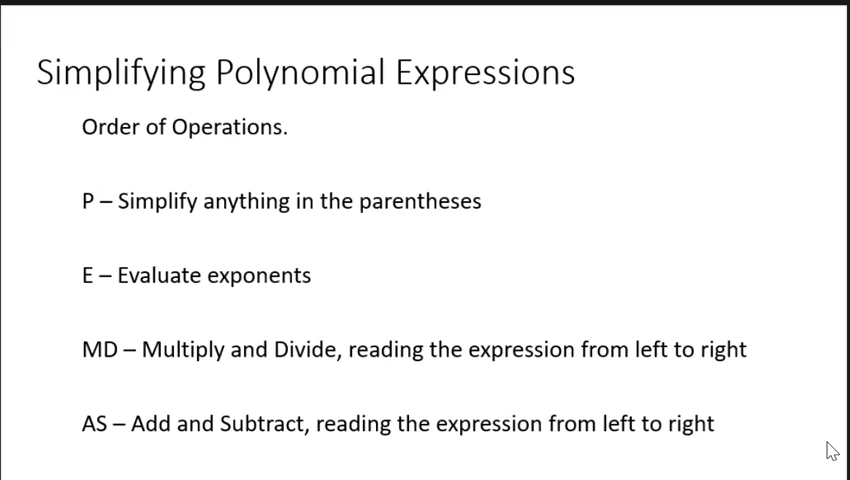 Simplifying Polynomial Expressions
Order of Operations.
P – Simplify anything in the parentheses
E – Evaluate exponents
MD – Multiply and Divide, reading the expression from left to right
AS – Add and Subtract, reading the expression from left to right